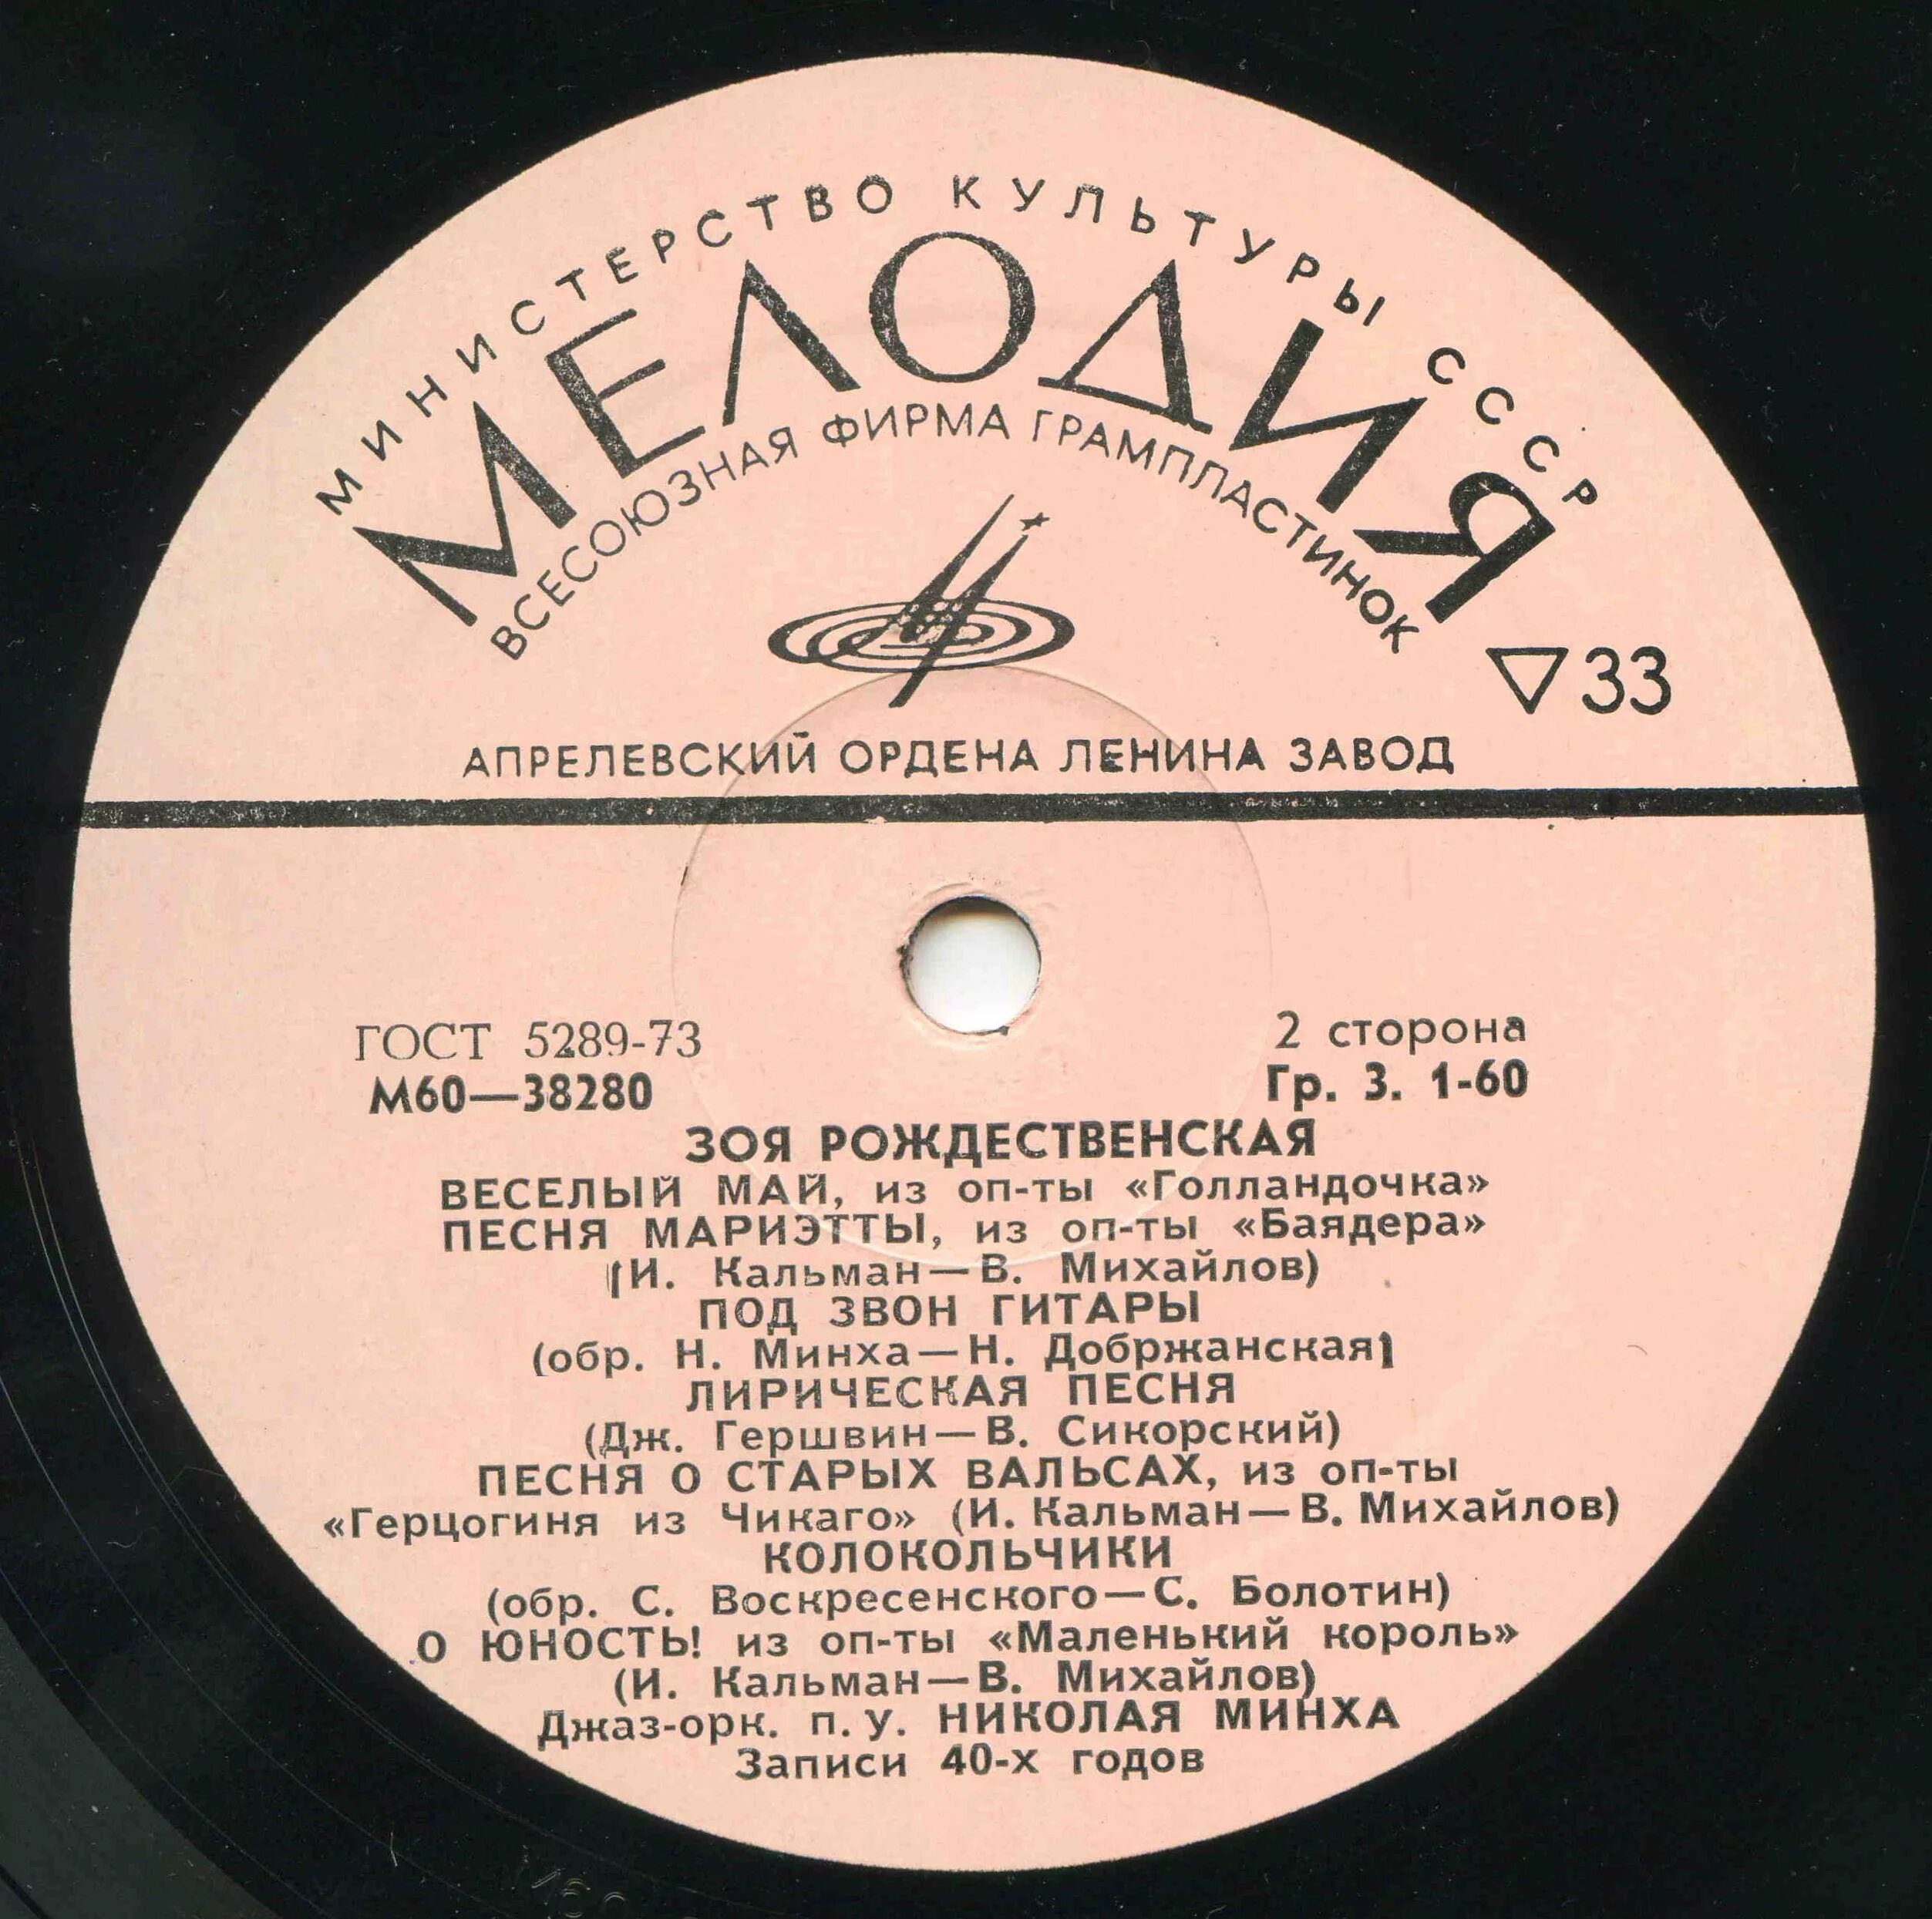 МИНИСТЕРСТВО КУЛЬТУРЫ СССР
МЕЛОДИЯ
ВСЕСОЮЗНАЯ ФИРМА ГРАМПЛАСТИНОК
33
АПРЕЛЕВСКИЙ ОРДЕНА ЛЕНИНА ЗАВОД
ГОСТ 5289-73
2 сторона
М60—38280
Гр. 3. 1-60
ЗОЯ РОЖДЕСТВЕНСКАЯ
ВЕСЕЛЫЙ МАЙ, из оп-ты «Голландочка»
ПЕСНЯ МАРИЭТТЫ, из оп-ты «Баядера»
(И. Кальман—В. Михайлов)
ПОД ЗВОН ГИТАРЫ
(обр. Н. Минха—Н. Добржанская)
ЛИРИЧЕСКАЯ ПЕСНЯ
(Дж. Гершвин—В. Сикорский)
ПЕСНЯ О СТАРЫХ ВАЛЬСАХ, из оп-ты
«Герцогиня из Чикаго» (И. Кальман—В. Михайлов)
КОЛОКОЛЬЧИКИ
(обр. С. Воскресенского—С. Болотин)
О ЮНОСТЬ! из оп-ты «Маленький король»
(И. Кальман—В. Михайлов)
Джаз-орк. п. у. НИКОЛАЯ МИНХА
Записи 40-х годов